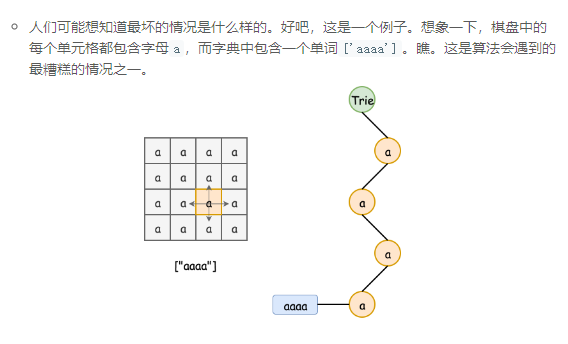 人们可能想知道最坏的情况是什么样的。好吧，这是一个例子。想象一下，棋盘中的
每个单元格都包含字母 a ，而字典中包含一个单词 ['aaaa'] 。瞧。这是算法会遇到的
最糟糕的情况之一。
Trie
a
a a a a
a a a a
a
a a a a
a a a a
a
["aaaa"]
aaaa a